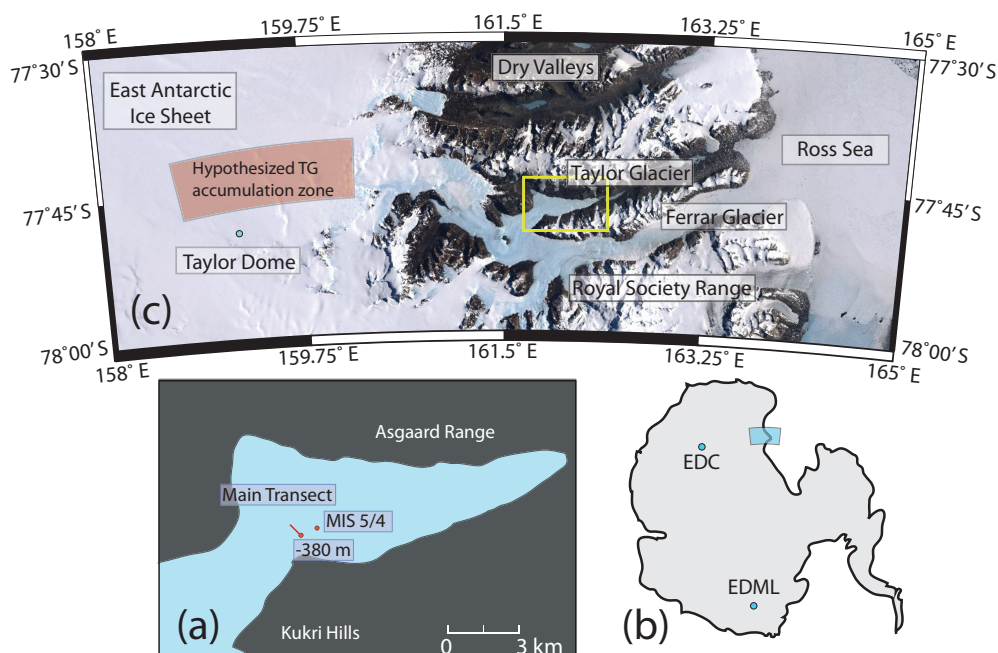 158° E
159.75° E
161.5° E
163.25° E
165° E
77°30′ S
77°30′ S
Dry Valleys
East Antarctic
Ice Sheet
Ross Sea
Hypothesized TG
accumulation zone
Taylor Glacier
77°45′ S
77°45′ S
Ferrar Glacier
Taylor Dome
Royal Society Range
(c)
78°00′ S
78°00′ S
158° E
159.75° E
161.5° E
163.25° E
165° E
Asgaard Range
Main Transect
MIS 5/4
-380 m
Kukri Hills
(a)
0 3 km
EDC
EDML
(b)